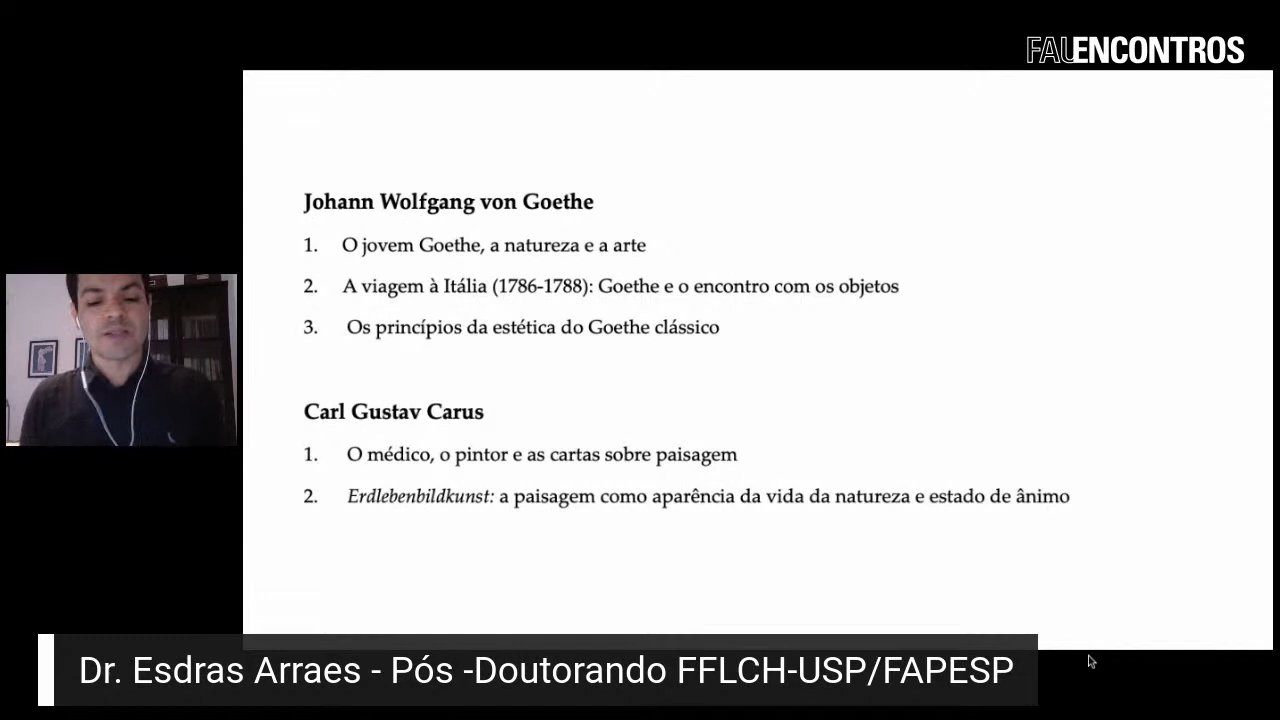 FAUENCONTROS
Johann Wolfgang von Goethe
1. O jovem Goethe, a natureza e a arte
2. A viagem à Itália (1786-1788): Goethe e o encontro com os objetos
3. Os princípios da estética do Goethe clássico
Carl Gustav Carus
1. O médico, o pintor e as cartas sobre paisagem
2. Erdlebenbildkunst: a paisagem como aparência da vida da natureza e estado de ânimo
Dr. Esdras Arraes - Pós -Doutorando FFLCH-USP/FAPESP